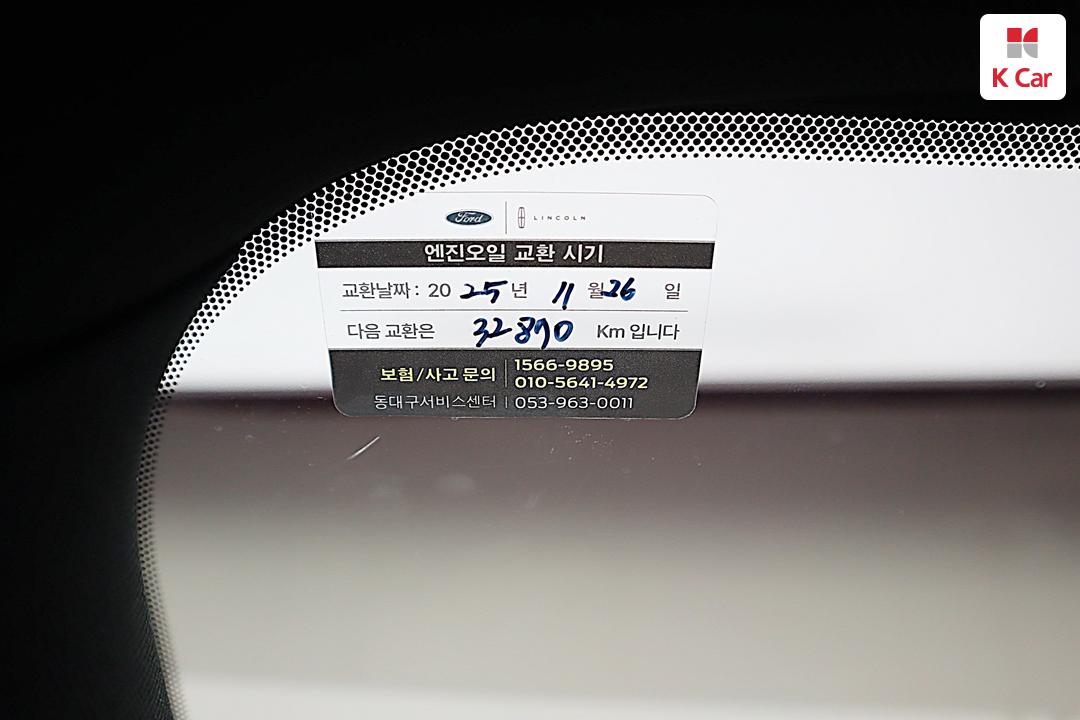 K Car
Ford LINCOLN
엔진오일 교환 시기
교환날짜 : 20 25 년 11 월 26 일
다음 교환은 32890 Km 입니다
보험/사고 문의 1566-9895
010-5641-4972
동대구서비스센터 053-963-0011